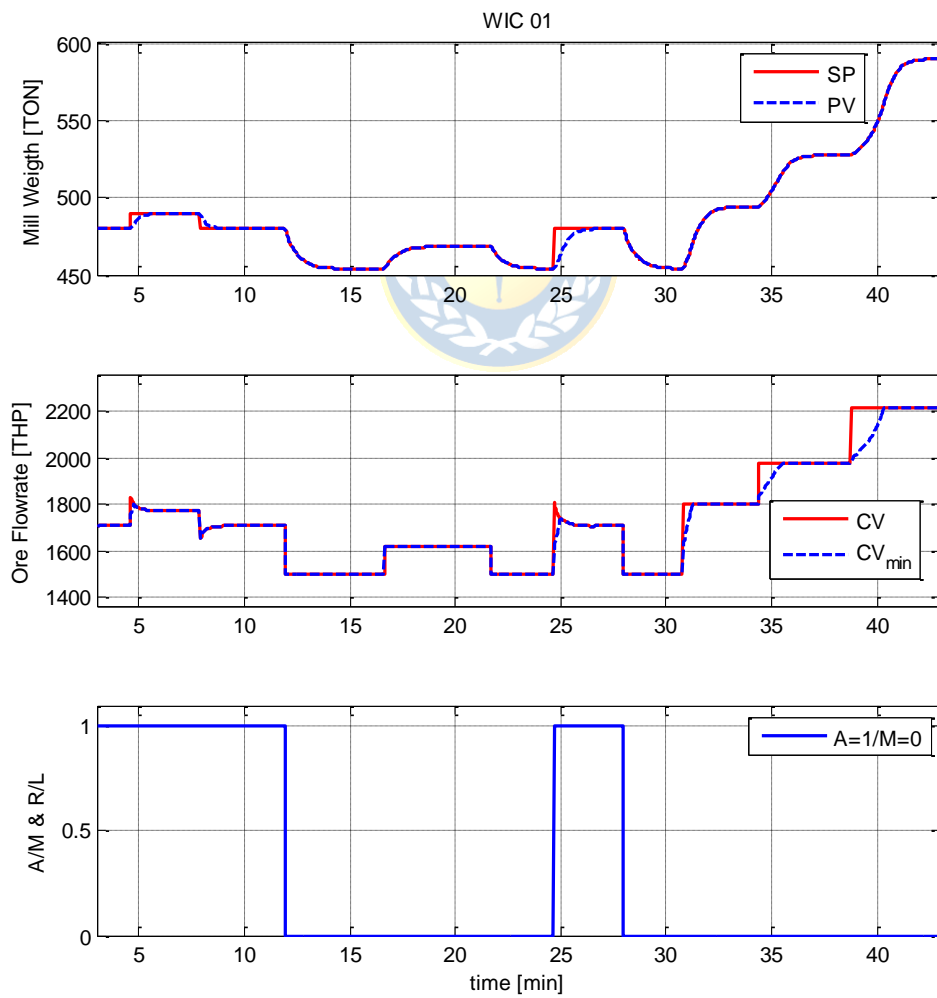 WIC 01
Mill Weigth [TON]
600
550
500
450
SP
PV
5 10 15 20 25 30 35 40
Ore Flowrate [THP]
2200
2000
1800
1600
1400
CV
CVmin
5 10 15 20 25 30 35 40
A/M & R/L
1
0.5
0
A=1/M=0
5 10 15 20 25 30 35 40
time [min]